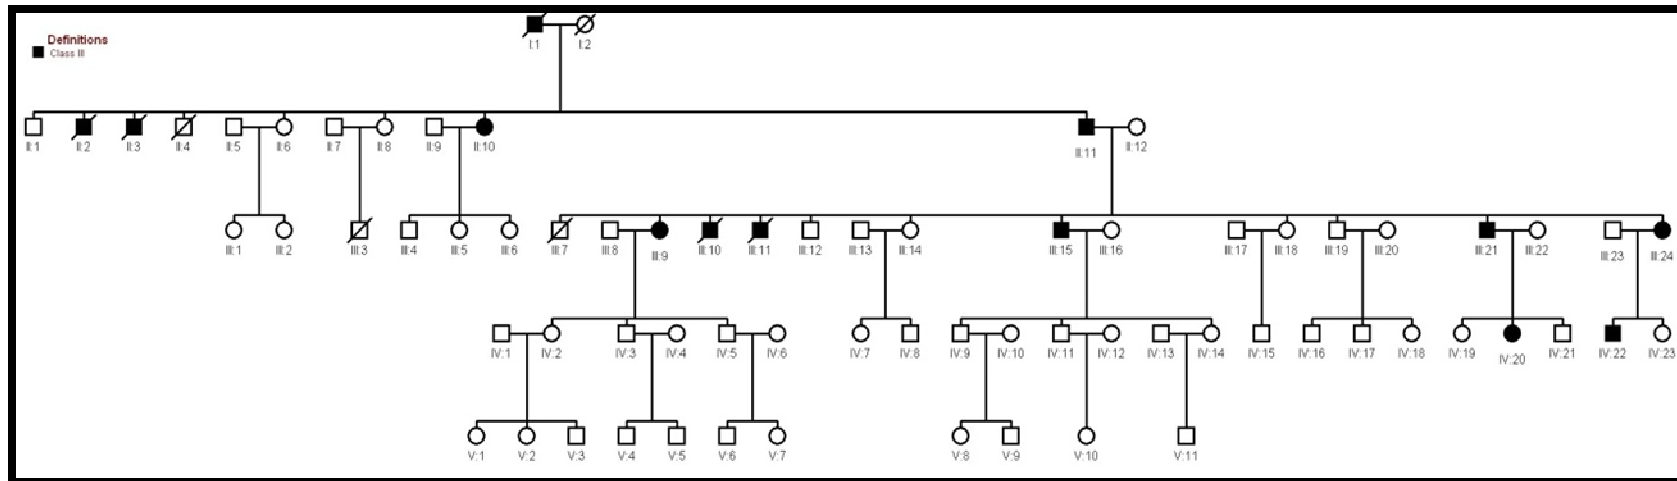 Definitions
Class III
I:1 I:2
II:1 II:2 II:3 II:4 II:5 II:6 II:7 II:8 II:9 II:10 II:11 II:12
III:1 III:2 III:3 III:4 III:5 III:6 III:7 III:8 III:9 III:10 III:11 III:12 III:13 III:14 III:15 III:16 III:17 III:18 III:19 III:20 III:21 III:22 III:23 III:24
IV:1 IV:2 IV:3 IV:4 IV:5 IV:6 IV:7 IV:8 IV:9 IV:10 IV:11 IV:12 IV:13 IV:14 IV:15 IV:16 IV:17 IV:18 IV:19 IV:20 IV:21 IV:22 IV:23
V:1 V:2 V:3 V:4 V:5 V:6 V:7 V:8 V:9 V:10 V:11